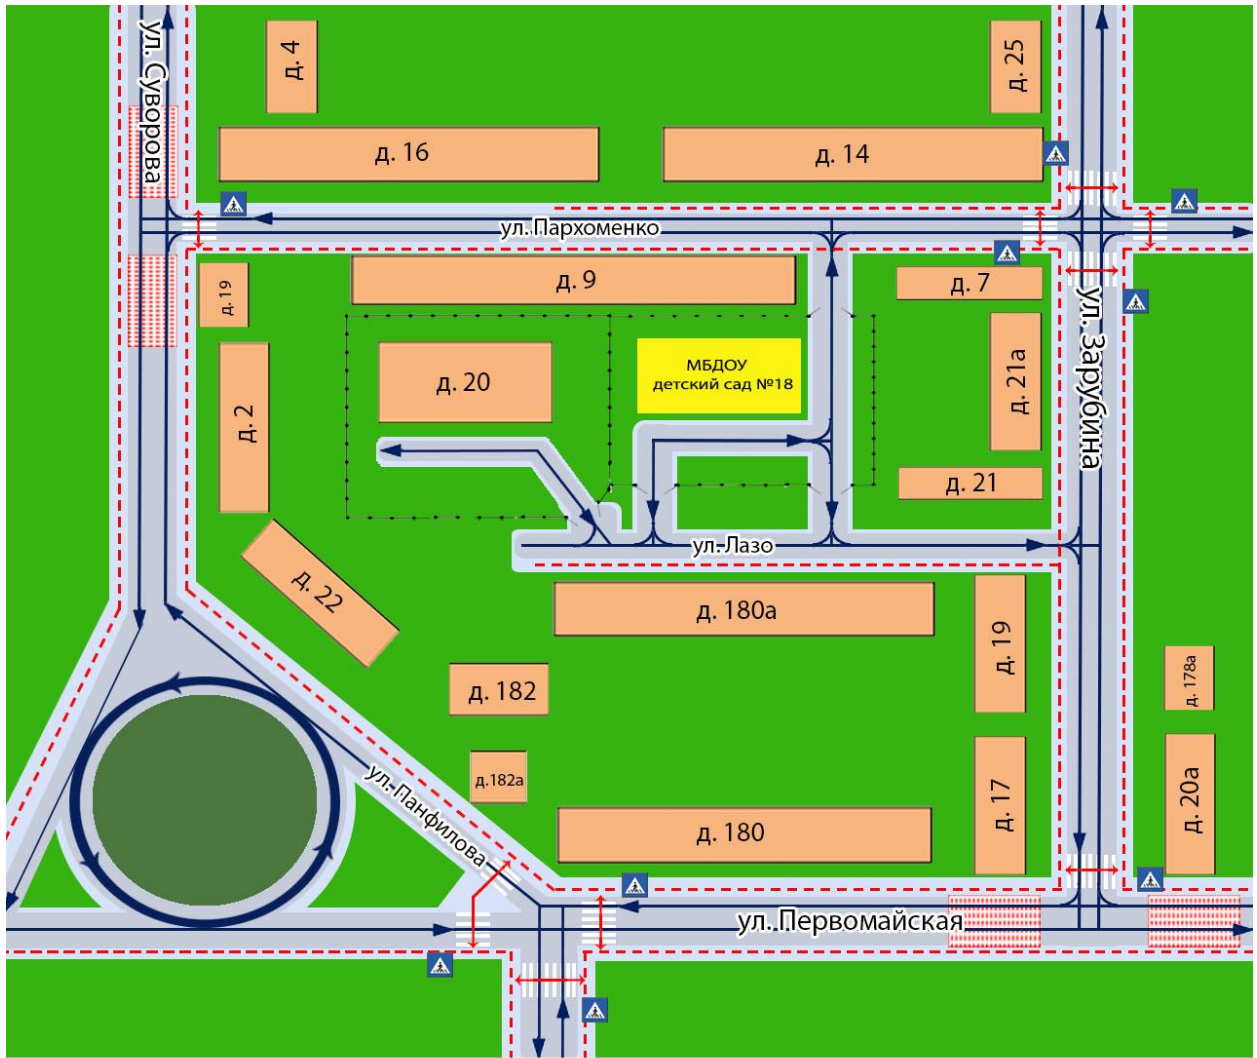 ул. Суворова
д. 4
д. 25
д. 16
д. 14
ул. Пархоменко
д. 19
д. 9
д. 7
ул. Зарубина
д. 2
д. 20
МБДОУ
детский сад №18
д. 21а
д. 21
ул. Лазо
д. 22
д. 180а
д. 19
д. 182
д. 178а
д.182а
ул. Панфилова
д. 180
д. 17
д. 20а
ул. Первомайская